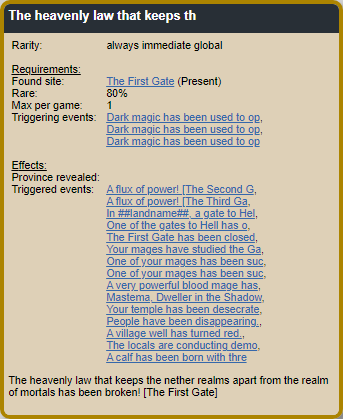 The heavenly law that keeps th
Rarity: always immediate global
Requirements:
Found site: The First Gate (Present)
Rare: 80%
Max per game: 1
Triggering events: Dark magic has been used to op,
Dark magic has been used to op,
Dark magic has been used to op
Effects:
Province revealed:
Triggered events: A flux of power! [The Second G,
A flux of power! [The Third Ga,
In ##landname##, a gate to Hel,
One of the gates to Hell has o,
The First Gate has been closed,
Your mages have studied the Ga,
One of your mages has been suc,
One of your mages has been suc,
A very powerful blood mage has,
Mastema, Dweller in the Shadow,
Your temple has been desecrate,
People have been disappearing.,
A village well has turned red.,
The locals are conducting demo,
A calf has been born with thre
The heavenly law that keeps the nether realms apart from the realm
of mortals has been broken! [The First Gate]